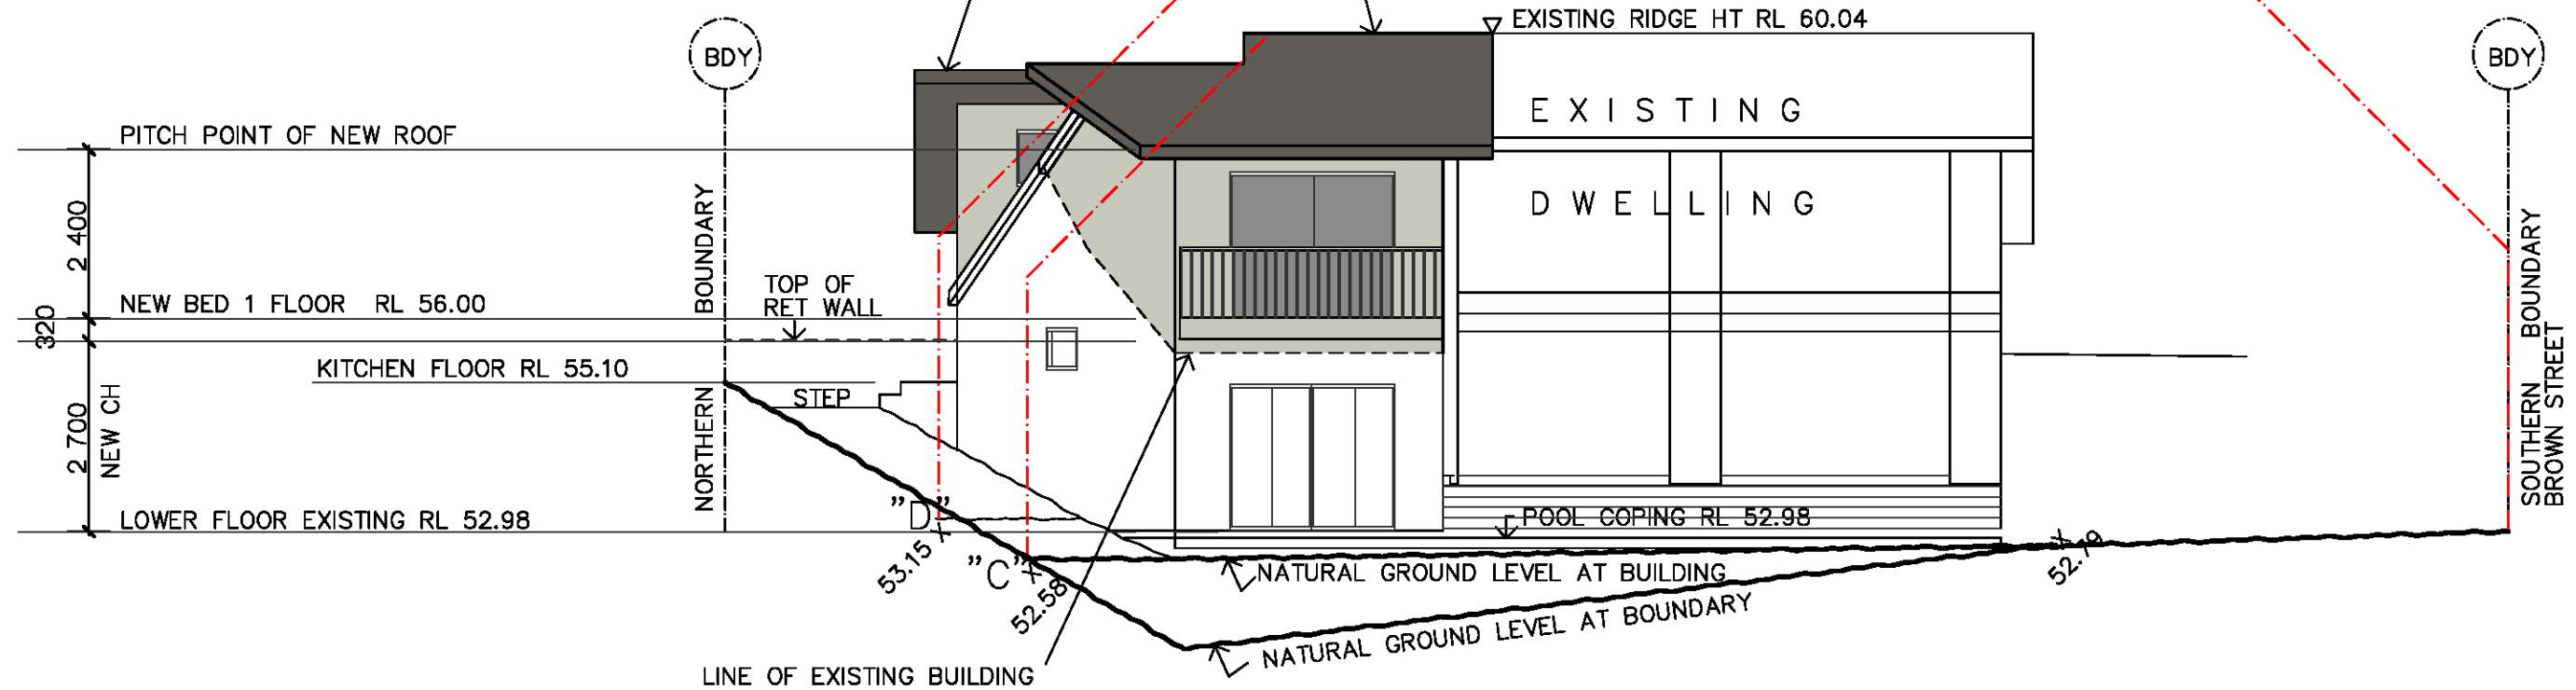 EXISTING RIDGE HT RL 60.04
BDY
BDY
EXISTING
PITCH POINT OF NEW ROOF
DWELLING
2 400
NORTHERN BOUNDARY
SOUTHERN BOUNDARY
BROWN STREET
TOP OF
RET WALL
NEW BED 1 FLOOR RL 56.00
320
KITCHEN FLOOR RL 55.10
STEP
2 700
NEW CH
"D"
LOWER FLOOR EXISTING RL 52.98
POOL COPING RL 52.98
53.15
"C"
52.58
52.79
NATURAL GROUND LEVEL AT BUILDING
NATURAL GROUND LEVEL AT BOUNDARY
LINE OF EXISTING BUILDING